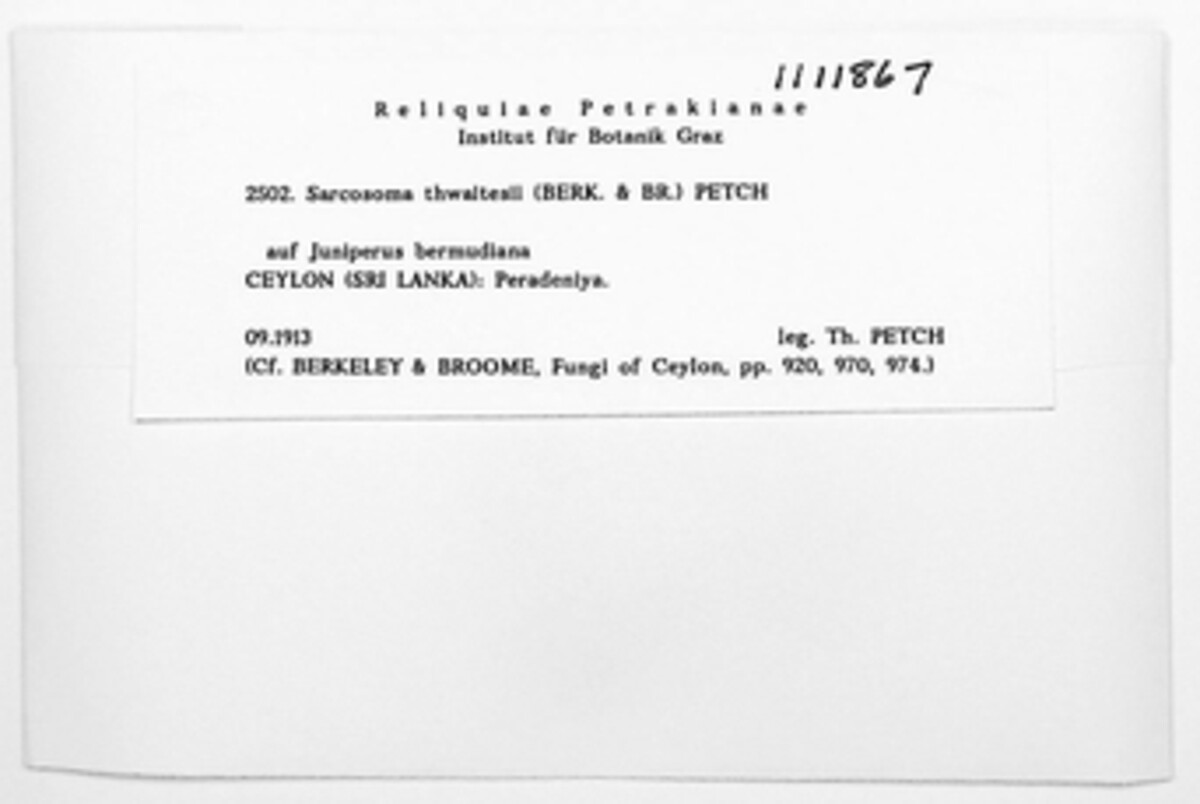 1111867
Reliquiae Petrakianae
Institut für Botanik Graz
2502. Sarcosoma thwaitesii (BERK. & BR.) PETCH
auf Juniperus bermudiana
CEYLON (SRI LANKA): Peradeniya.
09.1913 leg. Th. PETCH
(Cf. BERKELEY & BROOME, Fungi of Ceylon, pp. 920, 970, 974.)